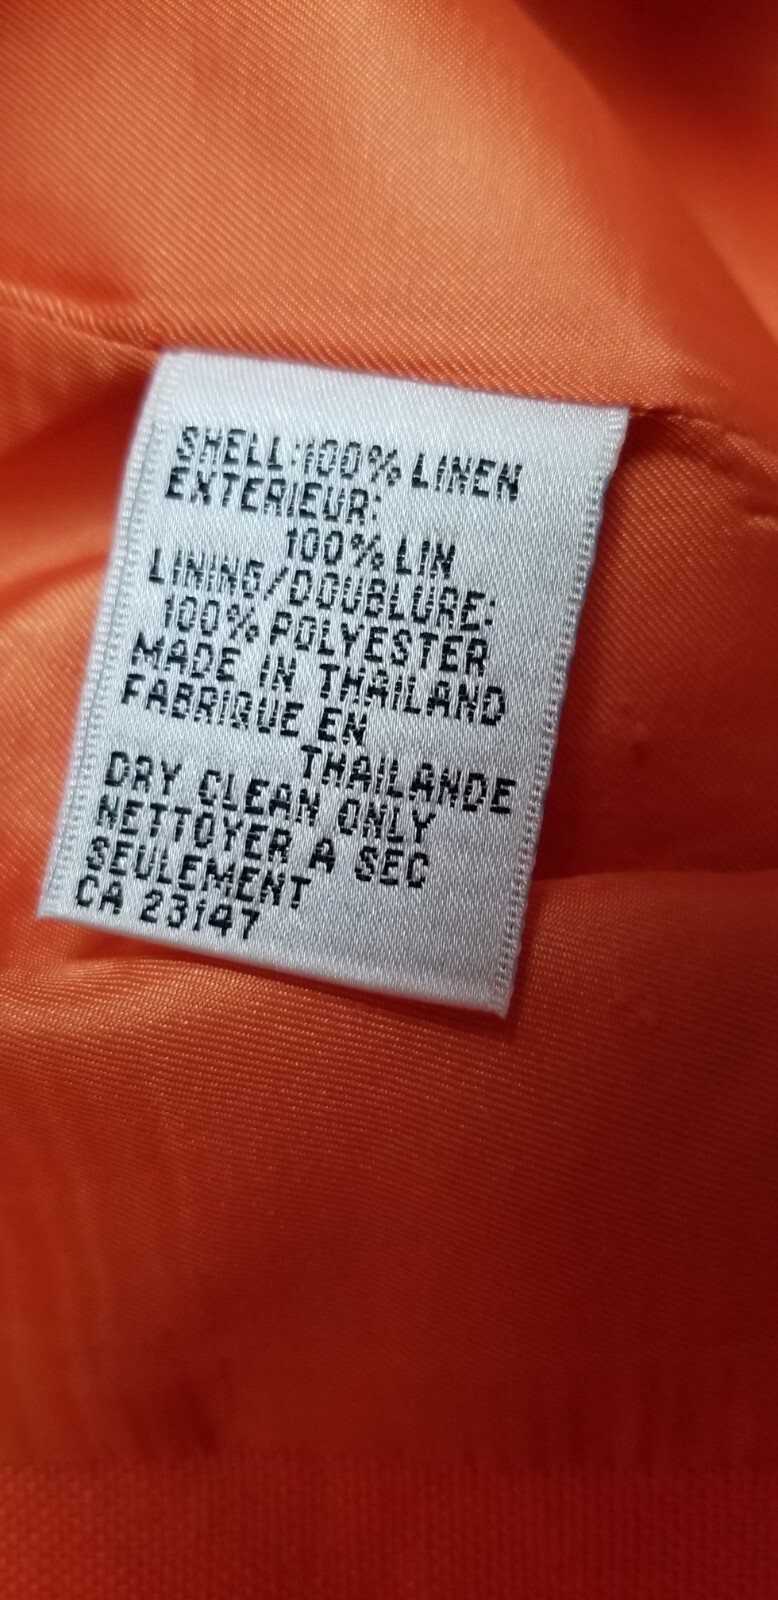 SHELL:100% LINEN
EXTERIEUR:
100% LIN
LINING/DOUBLURE:
100% POLYESTER
MADE IN THAILAND
FABRIQUE EN
THAILANDE
DRY CLEAN ONLY
NETTOYER A SEC
SEULEMENT
CA 23147